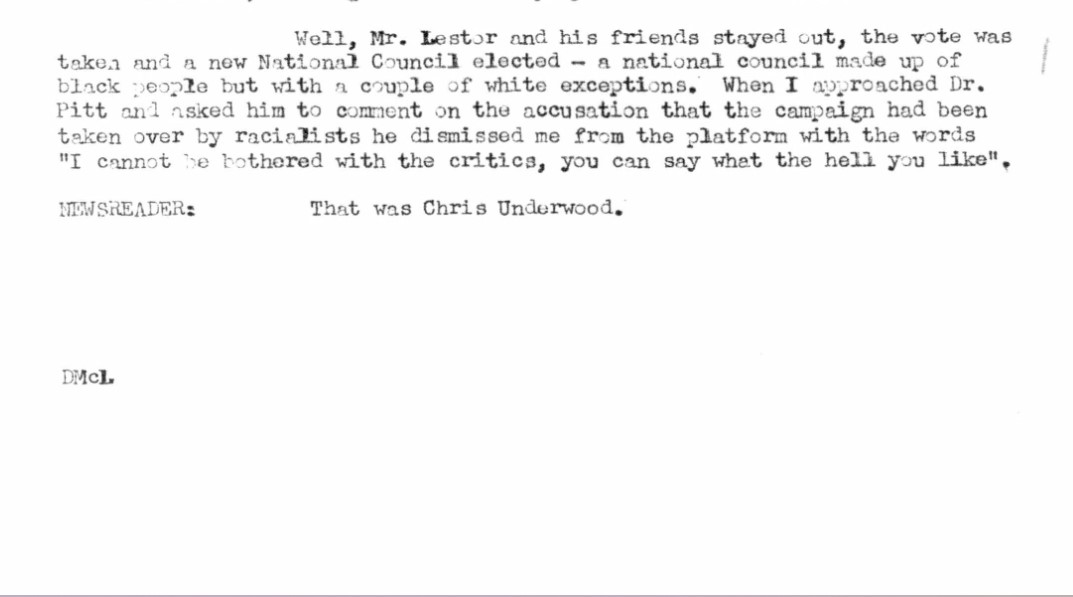 Well, Mr. Lestor and his friends stayed out, the vote was
taken and a new National Council elected - a national council made up of
black people but with a couple of white exceptions. When I approached Dr.
Pitt and asked him to comment on the accusation that the campaign had been
taken over by racialists he dismissed me from the platform with the words
"I cannot be bothered with the critics, you can say what the hell you like".
NEWSREADER: That was Chris Underwood.
DMcL